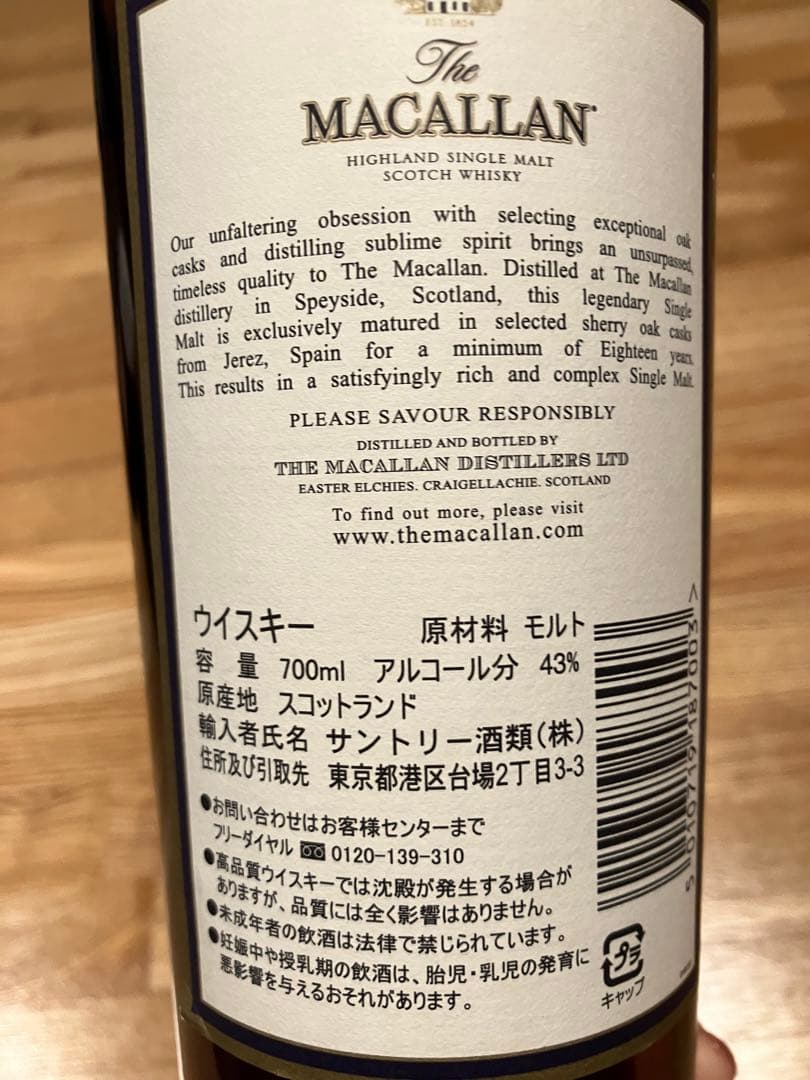 EST. 1824
The
MACALLAN
HIGHLAND SINGLE MALT
SCOTCH WHISKY
Our unfaltering obsession with selecting exceptional oak
casks and distilling sublime spirit brings an unsurpassed,
timeless quality to The Macallan. Distilled at The Macallan
distillery in Speyside, Scotland, this legendary Single
Malt is exclusively matured in selected sherry oak casks
from Jerez, Spain for a minimum of Eighteen years.
This results in a satisfyingly rich and complex Single Malt.
PLEASE SAVOUR RESPONSIBLY
DISTILLED AND BOTTLED BY
THE MACALLAN DISTILLERS LTD
EASTER ELCHIES. CRAIGELLACHIE. SCOTLAND
To find out more, please visit
www.themacallan.com
ウイスキー 原材料 モルト
容 量 700ml アルコール分 43%
原産地 スコットランド
輸入者氏名 サントリー酒類(株)
住所及び引取先 東京都港区台場2丁目3-3
●お問い合わせはお客様センターまで
フリーダイヤル 0120-139-310
●高品質ウイスキーでは沈殿が発生する場合が
ありますが、品質には全く影響はありません。
●未成年者の飲酒は法律で禁じられています。
●妊娠中や授乳期の飲酒は、胎児・乳児の発育に
悪影響を与えるおそれがあります。
5 010719 187003 >
プラ
キャップ